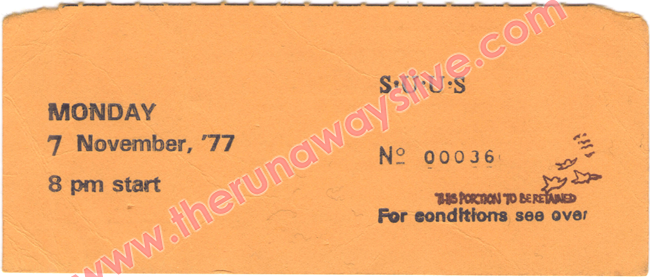 MONDAY
7 November, '77
8 pm start
S·U·U·S
Nº 00036
THIS PORTION TO BE RETAINED
For conditions see over
www.therunawayslive.com